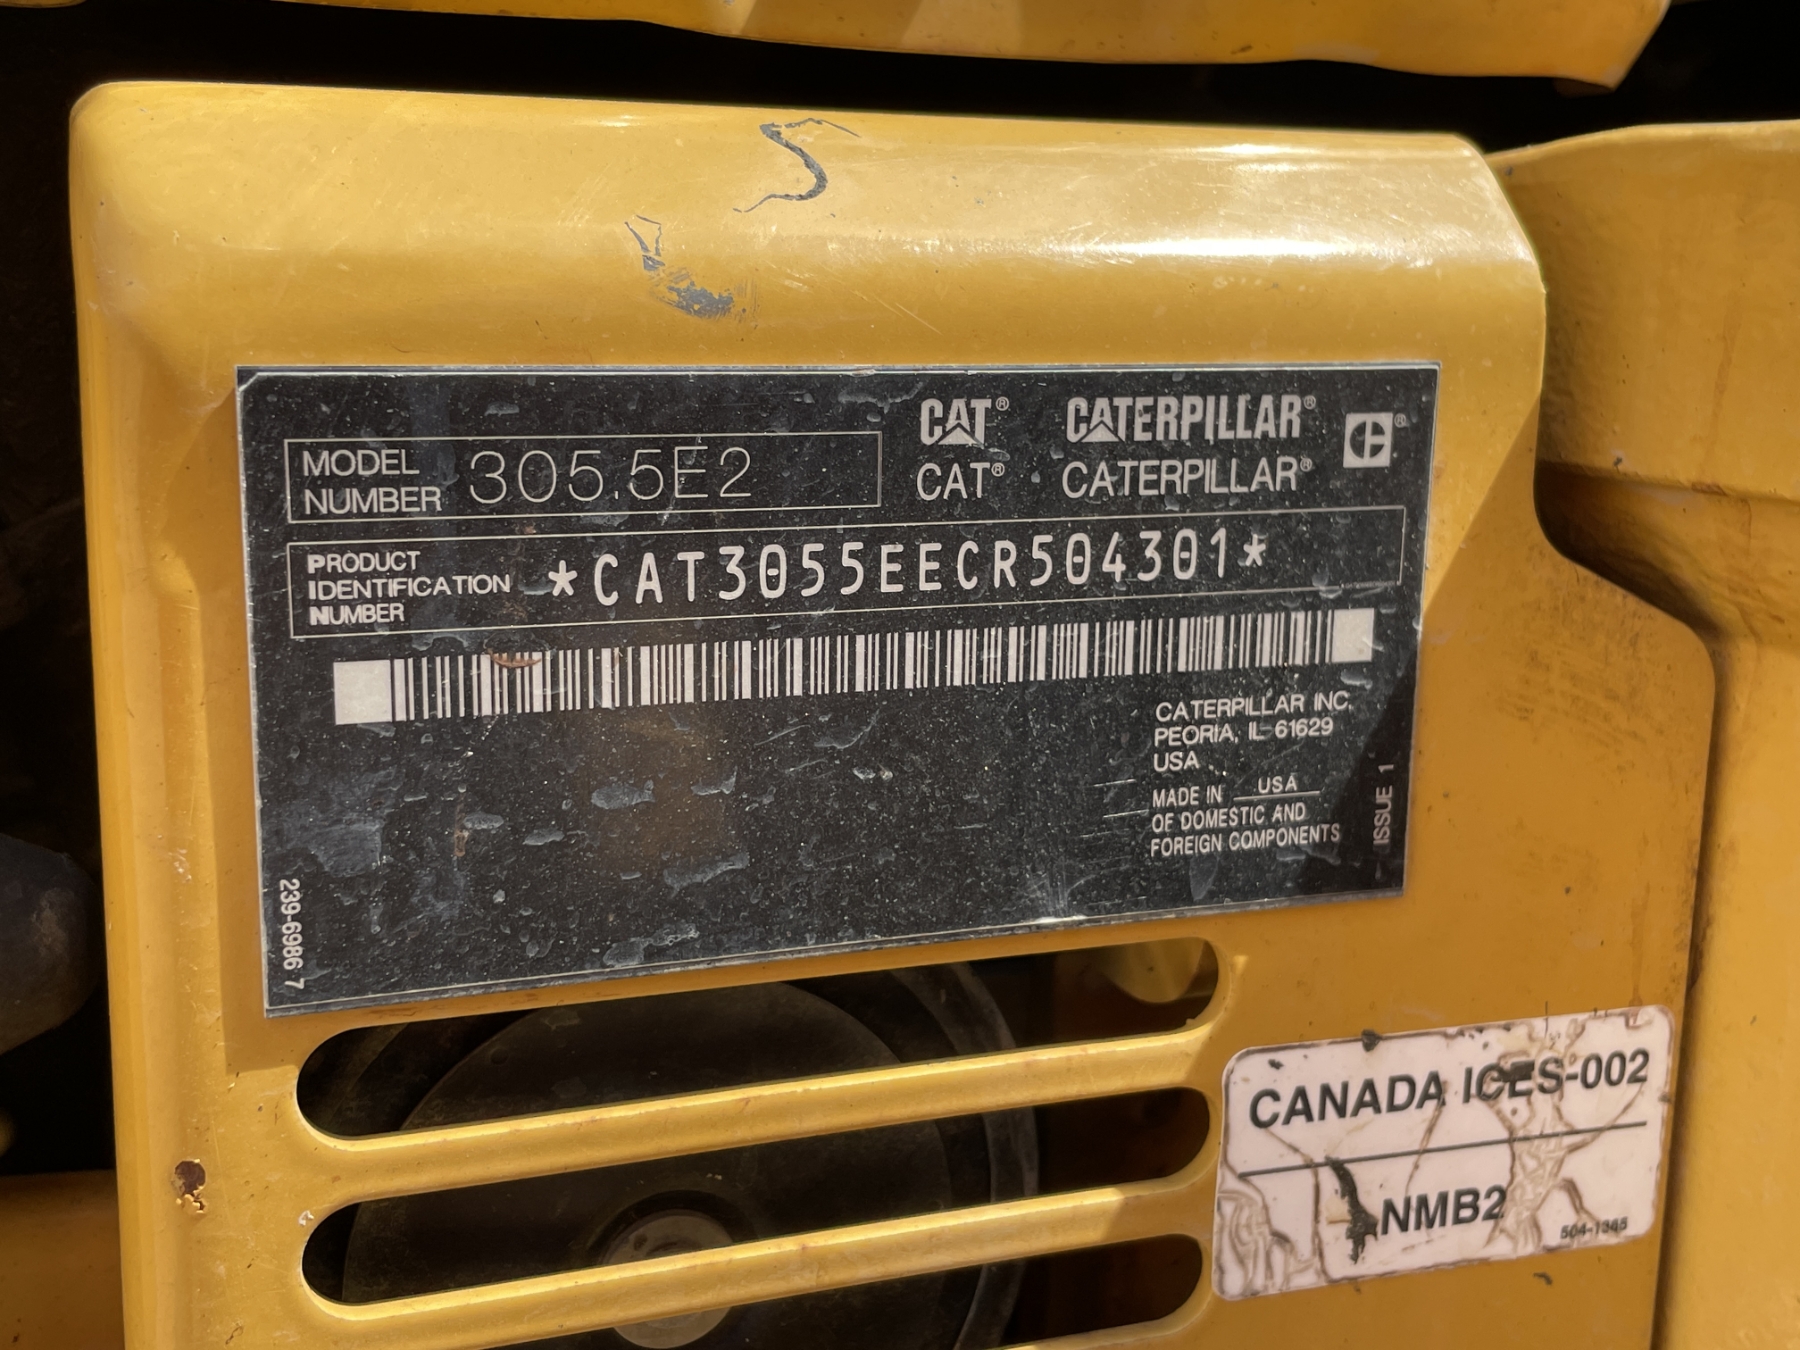 CAT® CATERPILLAR®
CAT® CATERPILLAR®
MODEL NUMBER 305.5E2
PRODUCT
IDENTIFICATION
NUMBER
*CAT3055EECR504301*
CATERPILLAR INC.
PEORIA, IL 61629
USA
MADE IN USA
OF DOMESTIC AND
FOREIGN COMPONENTS
ISSUE 1
239-6986 7
CANADA ICES-002
NMB2
504-1365